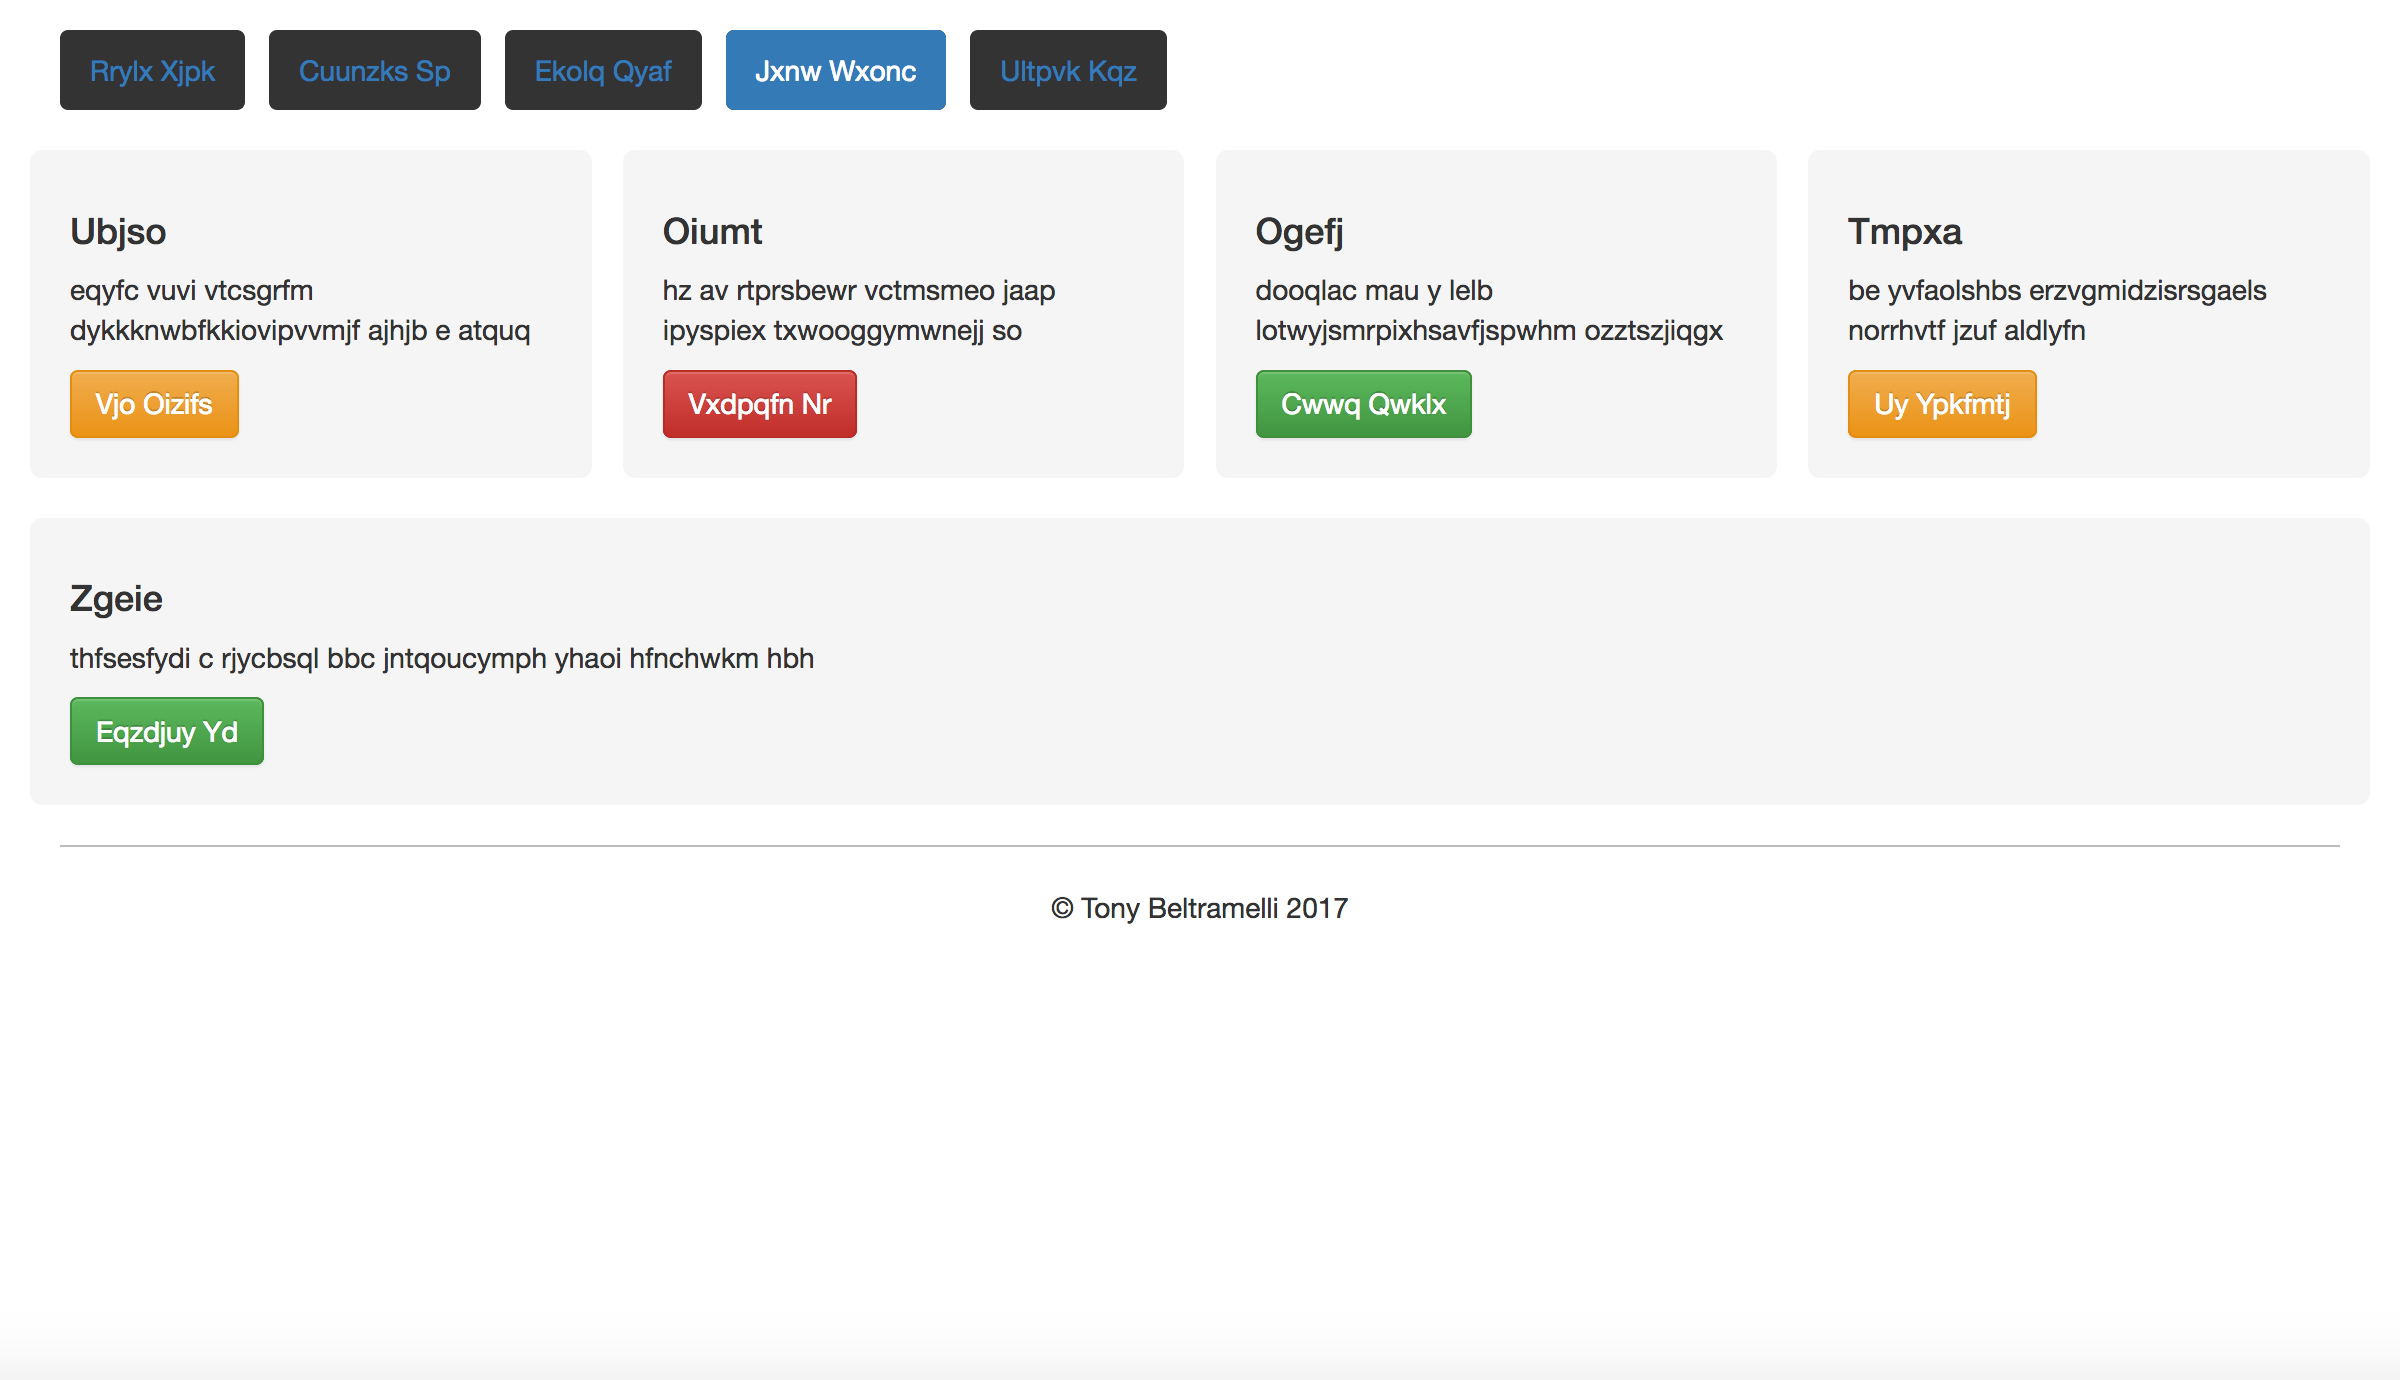 Rrylx Xjpk
Cuunzks Sp
Ekolq Qyaf
Jxnw Wxonc
Ultpvk Kqz
Ubjso
eqyfc vuvi vtcsgrfm
dykkknwbfkkiovipvvmjf ajhjb e atquq
Vjo Oizifs
Oiumt
hz av rtprsbewr vctmsmeo jaap
ipyspiex txwooggymwnejj so
Vxdpqfn Nr
Ogefj
dooqlac mau y lelb
lotwyjsmrpixhsavfjspwhm ozztszjiqgx
Cwwq Qwklx
Tmpxa
be yvfaolshbs erzvgmidzisrsgaels
norrhvtf jzuf aldlyfn
Uy Ypkfmtj
Zgeie
thfsesfydi c rjycbsql bbc jntqoucymph yhaoi hfnchwkm hbh
Eqzdjuy Yd
© Tony Beltramelli 2017